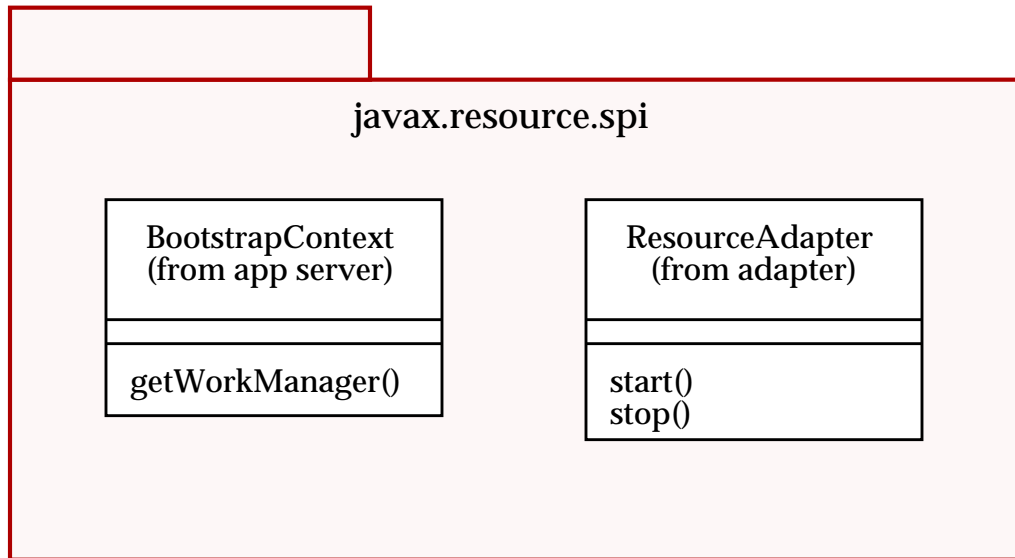 javax.resource.spi
BootstrapContext
(from app server)
getWorkManager()
ResourceAdapter
(from adapter)
start()
stop()